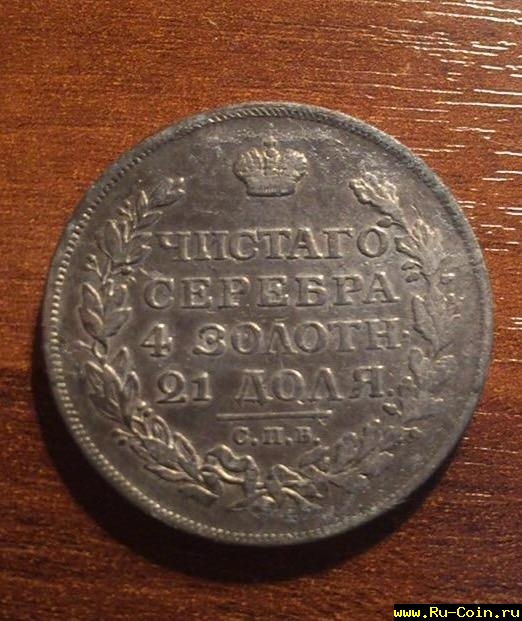 ЧИСТАГО
СЕРЕБРА
4 ЗОЛОТН:
21 ДОЛЯ.
С.П.Б.
www.Ru-Coin.ru